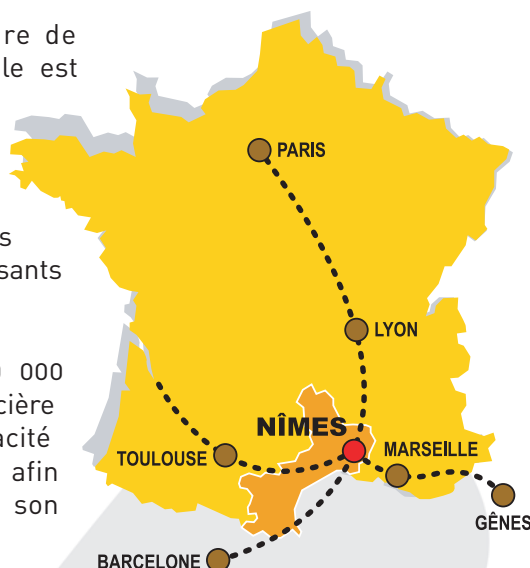 re de
le est
s
sants
000
cière
acité
afin
son
PARIS
LYON
NÎMES
MARSEILLE
TOULOUSE
GÊNES
BARCELONE